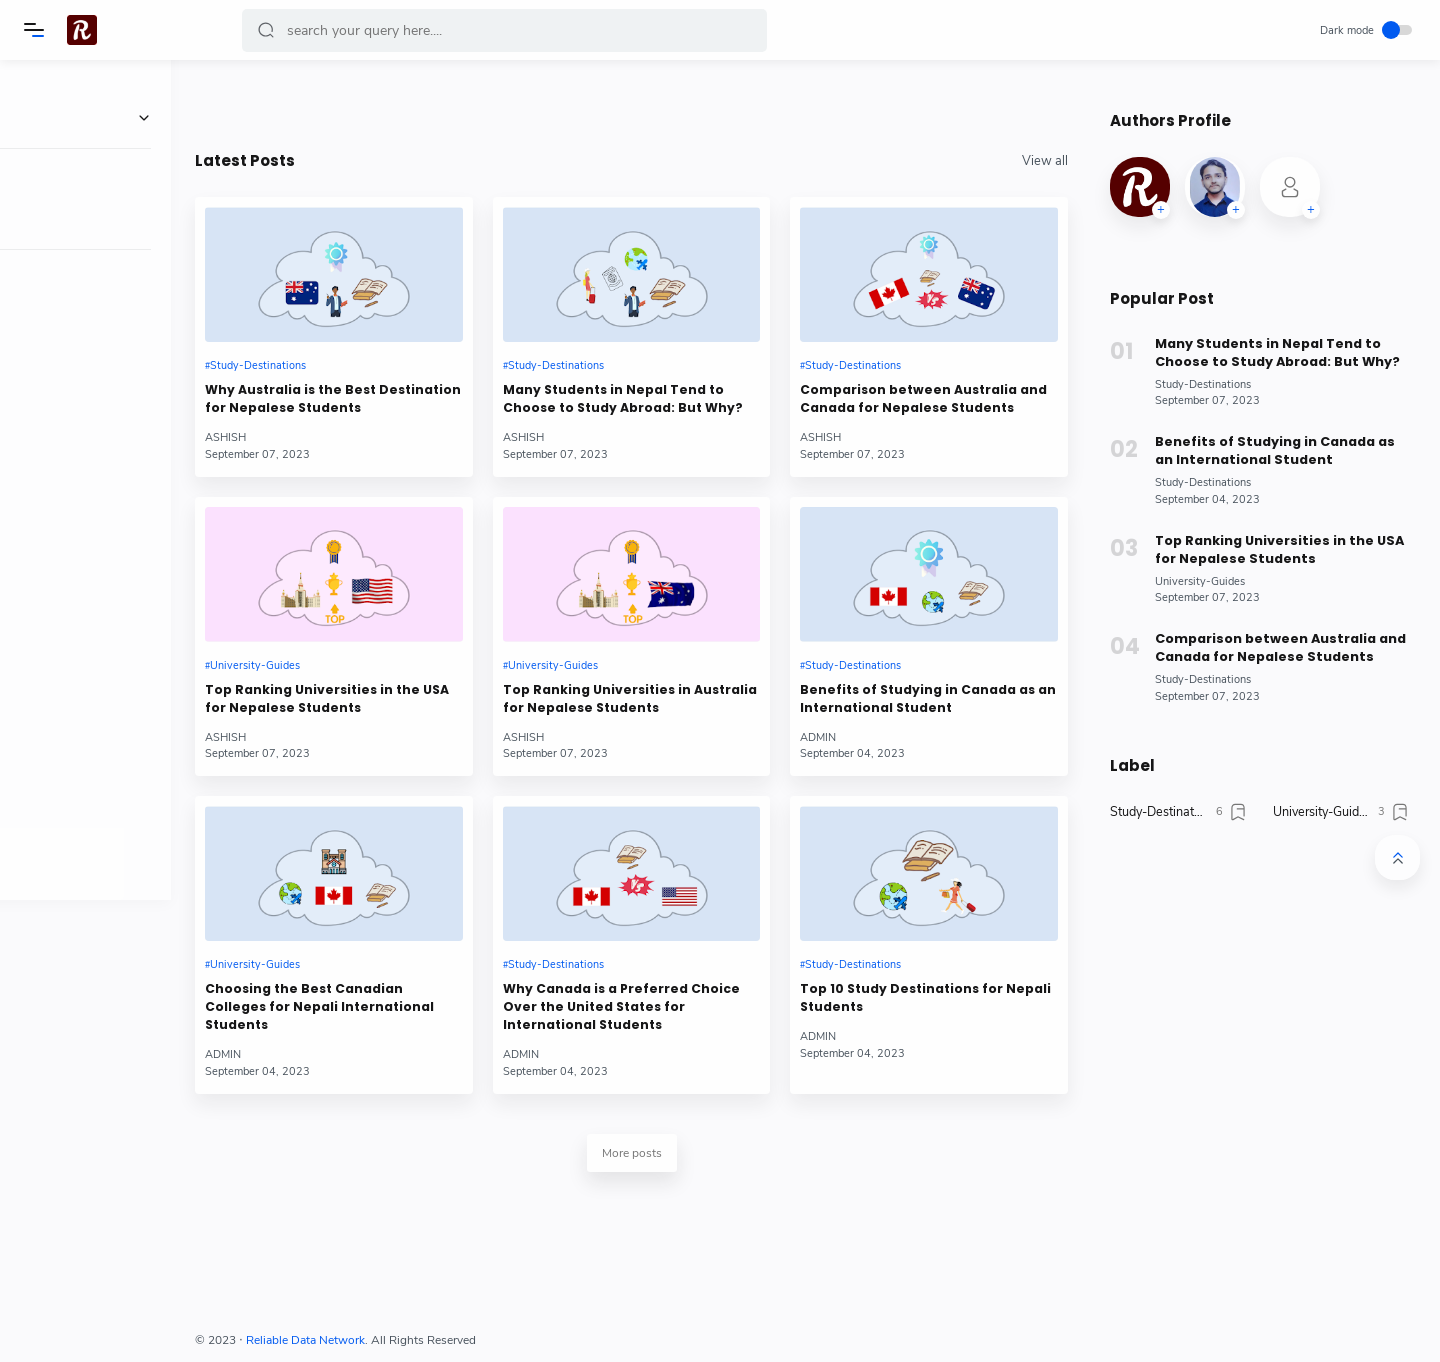 R
search your query here....
Dark mode
Latest Posts
View all
#Study-Destinations
Why Australia is the Best Destination
for Nepalese Students
ASHISH
September 07, 2023
#Study-Destinations
Many Students in Nepal Tend to
Choose to Study Abroad: But Why?
ASHISH
September 07, 2023
#Study-Destinations
Comparison between Australia and
Canada for Nepalese Students
ASHISH
September 07, 2023
TOP
#University-Guides
Top Ranking Universities in the USA
for Nepalese Students
ASHISH
September 07, 2023
TOP
#University-Guides
Top Ranking Universities in Australia
for Nepalese Students
ASHISH
September 07, 2023
#Study-Destinations
Benefits of Studying in Canada as an
International Student
ADMIN
September 04, 2023
#University-Guides
Choosing the Best Canadian
Colleges for Nepali International
Students
ADMIN
September 04, 2023
#Study-Destinations
Why Canada is a Preferred Choice
Over the United States for
International Students
ADMIN
September 04, 2023
#Study-Destinations
Top 10 Study Destinations for Nepali
Students
ADMIN
September 04, 2023
More posts
Authors Profile
R
+
+
+
Popular Post
01
Many Students in Nepal Tend to
Choose to Study Abroad: But Why?
Study-Destinations
September 07, 2023
02
Benefits of Studying in Canada as
an International Student
Study-Destinations
September 04, 2023
03
Top Ranking Universities in the USA
for Nepalese Students
University-Guides
September 07, 2023
04
Comparison between Australia and
Canada for Nepalese Students
Study-Destinations
September 07, 2023
Label
Study-Destinat... 6
University-Guid... 3
© 2023 ‧ Reliable Data Network. All Rights Reserved